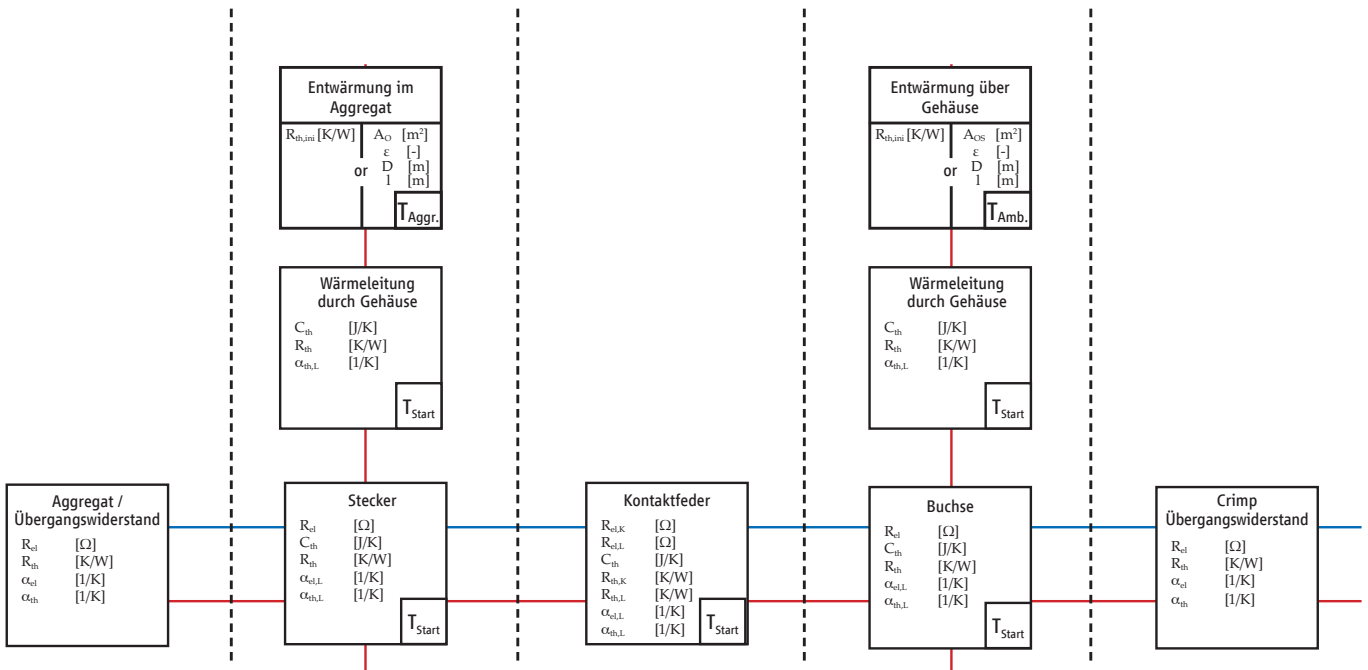 Entwärmung im
Aggregat
R_th,ini [K/W]
or
A_O [m²]
ε [-]
D [m]
l [m]
T_Aggr.
Entwärmung über
Gehäuse
R_th,ini [K/W]
or
A_OS [m²]
ε [-]
D [m]
l [m]
T_Amb.
Wärmeleitung
durch Gehäuse
C_th [J/K]
R_th [K/W]
α_th,L [1/K]
T_Start
Wärmeleitung
durch Gehäuse
C_th [J/K]
R_th [K/W]
α_th,L [1/K]
T_Start
Aggregat /
Übergangswiderstand
R_el [Ω]
R_th [K/W]
α_el [1/K]
α_th [1/K]
Stecker
R_el [Ω]
C_th [J/K]
R_th [K/W]
α_el,L [1/K]
α_th,L [1/K]
T_Start
Kontaktfeder
R_el,K [Ω]
R_el,L [Ω]
C_th [J/K]
R_th,K [K/W]
R_th,L [K/W]
α_el,L [1/K]
α_th,L [1/K]
T_Start
Buchse
R_el [Ω]
C_th [J/K]
R_th [K/W]
α_el,L [1/K]
α_th,L [1/K]
T_Start
Crimp
Übergangswiderstand
R_el [Ω]
R_th [K/W]
α_el [1/K]
α_th [1/K]